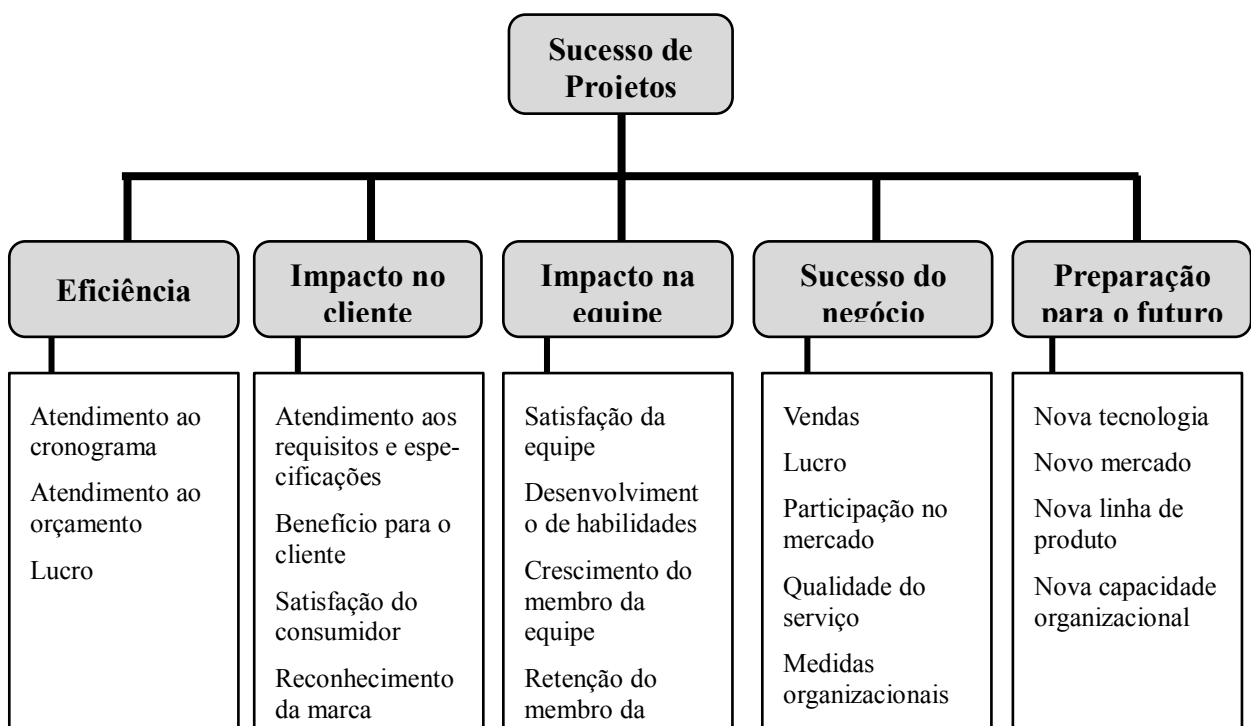 Sucesso de
Projetos
Eficiência
Impacto no
cliente
Impacto na
equipe
Sucesso do
negócio
Preparação
para o futuro
Atendimento ao
cronograma
Atendimento ao
orçamento
Lucro
Atendimento aos
requisitos e espe-
cificações
Benefício para o
cliente
Satisfação do
consumidor
Reconhecimento
da marca
Satisfação da
equipe
Desenvolviment
o de habilidades
Crescimento do
membro da
equipe
Retenção do
membro da
Vendas
Lucro
Participação no
mercado
Qualidade do
serviço
Medidas
organizacionais
Nova tecnologia
Novo mercado
Nova linha de
produto
Nova capacidade
organizacional